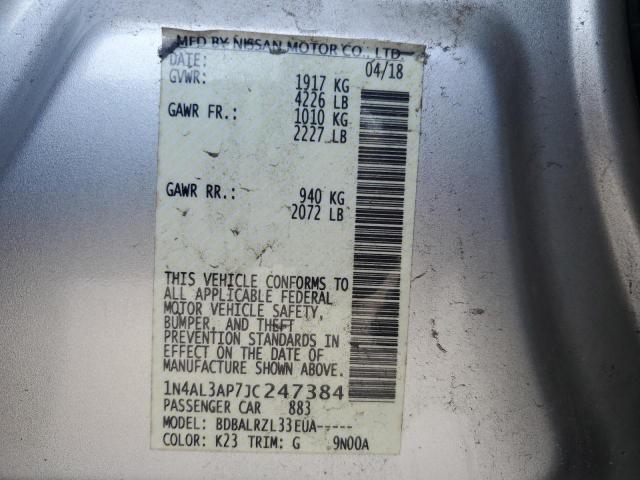 MFD BY NISSAN MOTOR CO., LTD.
DATE: 04/18
GVWR: 1917 KG
4226 LB
GAWR FR.: 1010 KG
2227 LB
GAWR RR.: 940 KG
2072 LB
THIS VEHICLE CONFORMS TO
ALL APPLICABLE FEDERAL
MOTOR VEHICLE SAFETY,
BUMPER, AND THEFT
PREVENTION STANDARDS IN
EFFECT ON THE DATE OF
MANUFACTURE SHOWN ABOVE.
1N4AL3AP7JC247384
PASSENGER CAR 883
MODEL: BDBALRZL33EUA-----
COLOR: K23 TRIM: G 9N00A